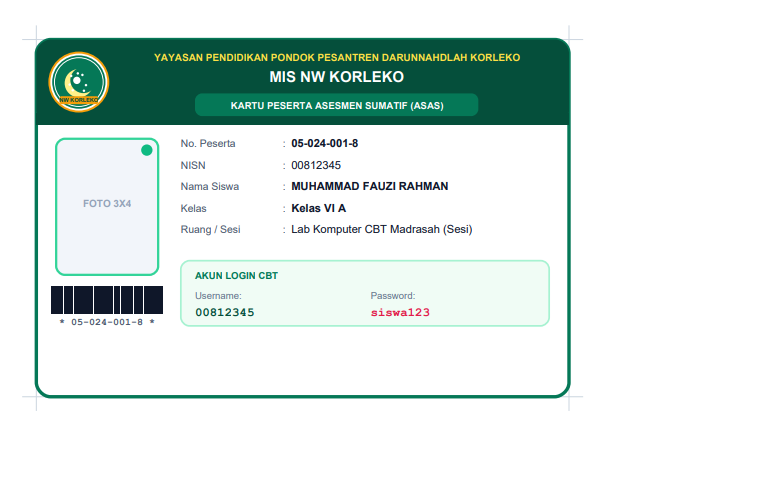 YAYASAN PENDIDIKAN PONDOK PESANTREN DARUNNAHDLAH KORLEKO
MIS NW KORLEKO
KARTU PESERTA ASESMEN SUMATIF (ASAS)
NW KORLEKO
FOTO 3X4
* 05-024-001-8 *
No. Peserta : 05-024-001-8
NISN : 00812345
Nama Siswa : MUHAMMAD FAUZI RAHMAN
Kelas : Kelas VI A
Ruang / Sesi : Lab Komputer CBT Madrasah (Sesi)
AKUN LOGIN CBT
Username: Password:
00812345 siswa123